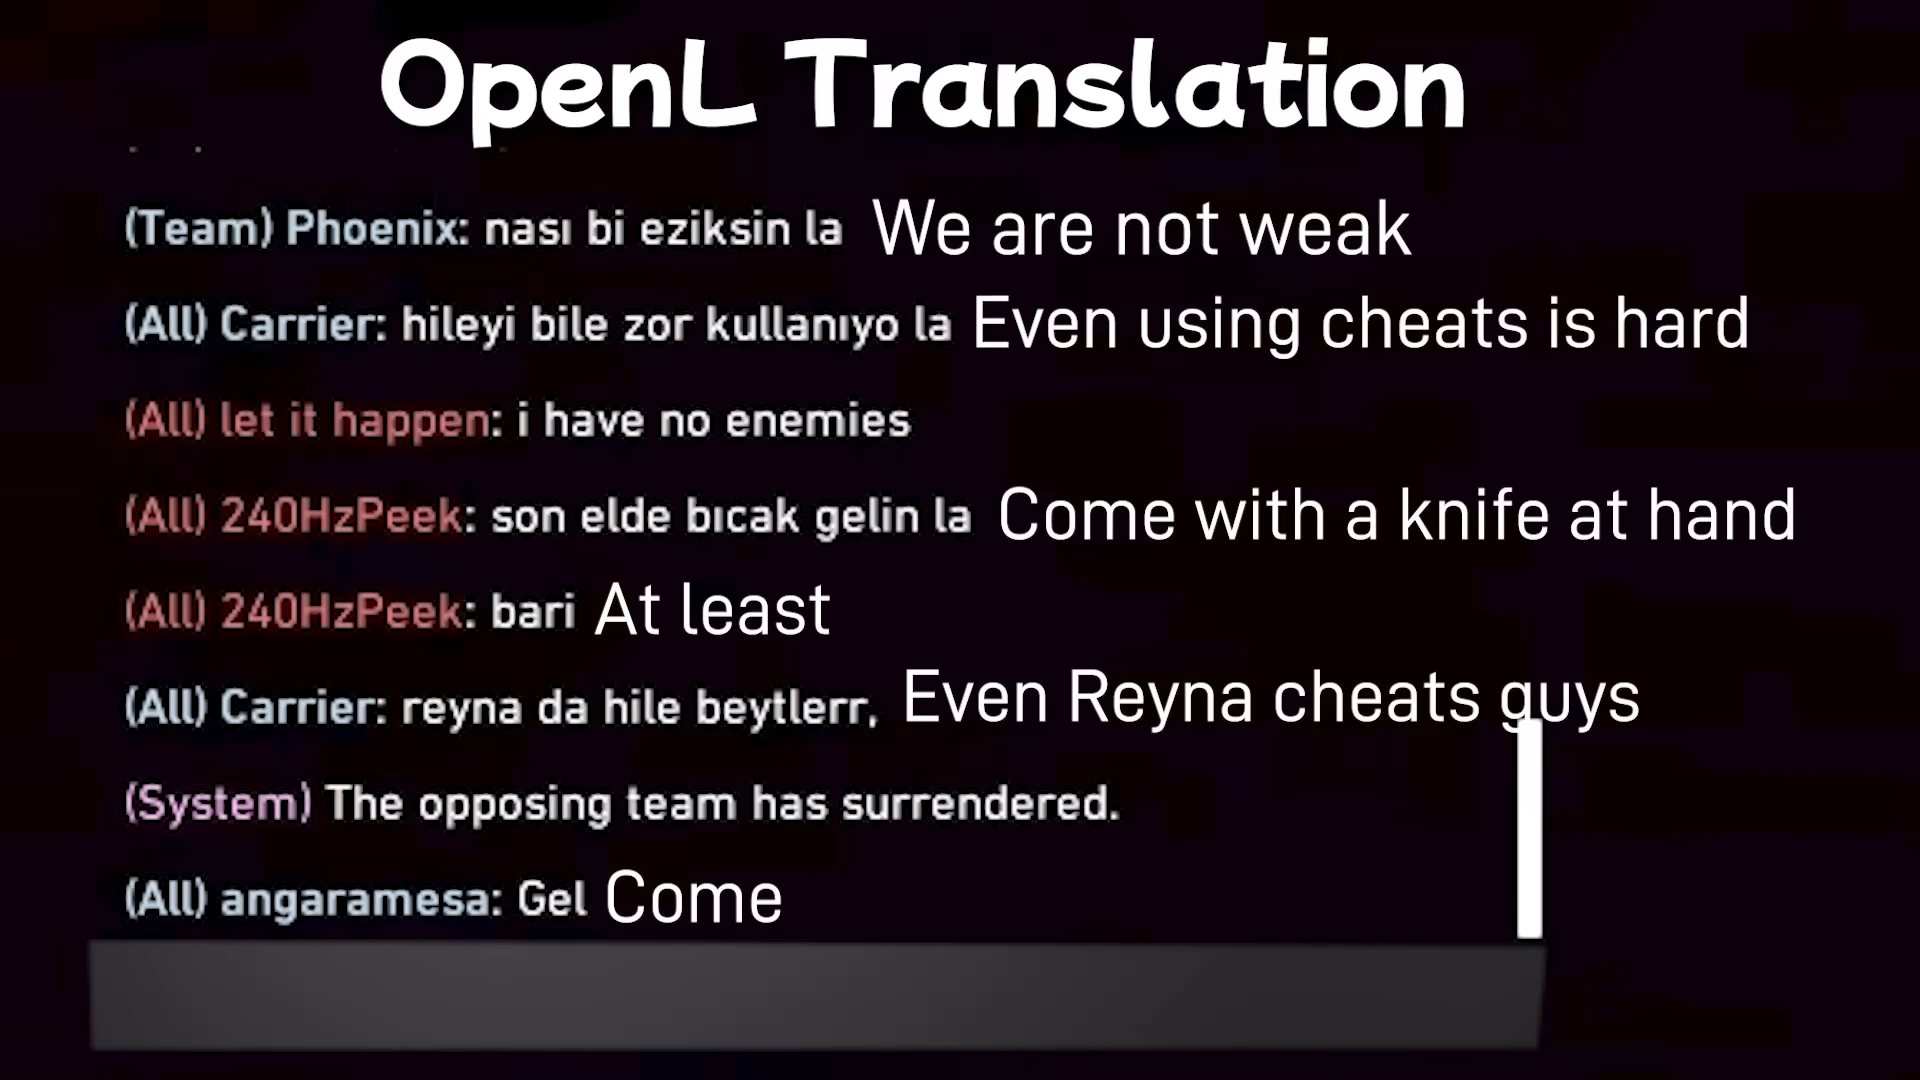 OpenL Translation
(Team) Phoenix: nası bi eziksin la We are not weak
(All) Carrier: hileyi bile zor kullanıyo la Even using cheats is hard
(All) let it happen: i have no enemies
(All) 240HzPeek: son elde bıcak gelin la Come with a knife at hand
(All) 240HzPeek: bari At least
(All) Carrier: reyna da hile beytlerr, Even Reyna cheats guys
(System) The opposing team has surrendered.
(All) angaramesa: Gel Come